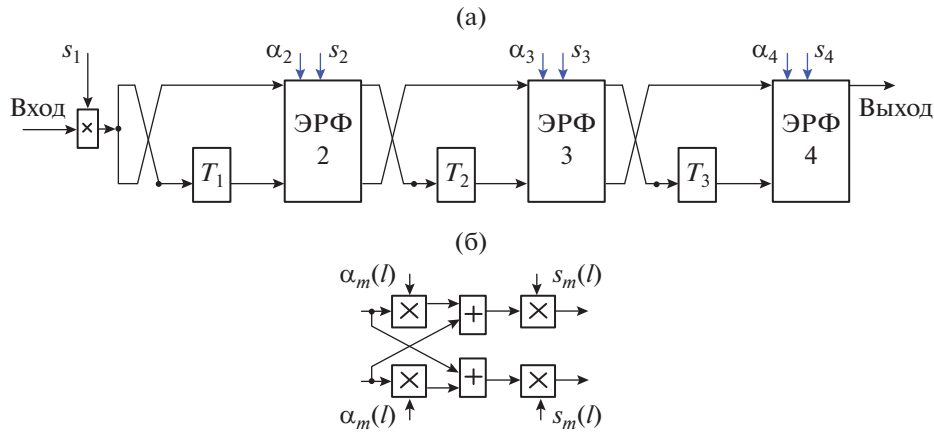 (а)
s₁
α₂ s₂
α₃ s₃
α₄ s₄
Вход
×
ЭРФ
2
ЭРФ
3
ЭРФ
4
Выход
T₁
T₂
T₃
(б)
αₘ(l) sₘ(l)
× + ×
× + ×
αₘ(l) sₘ(l)